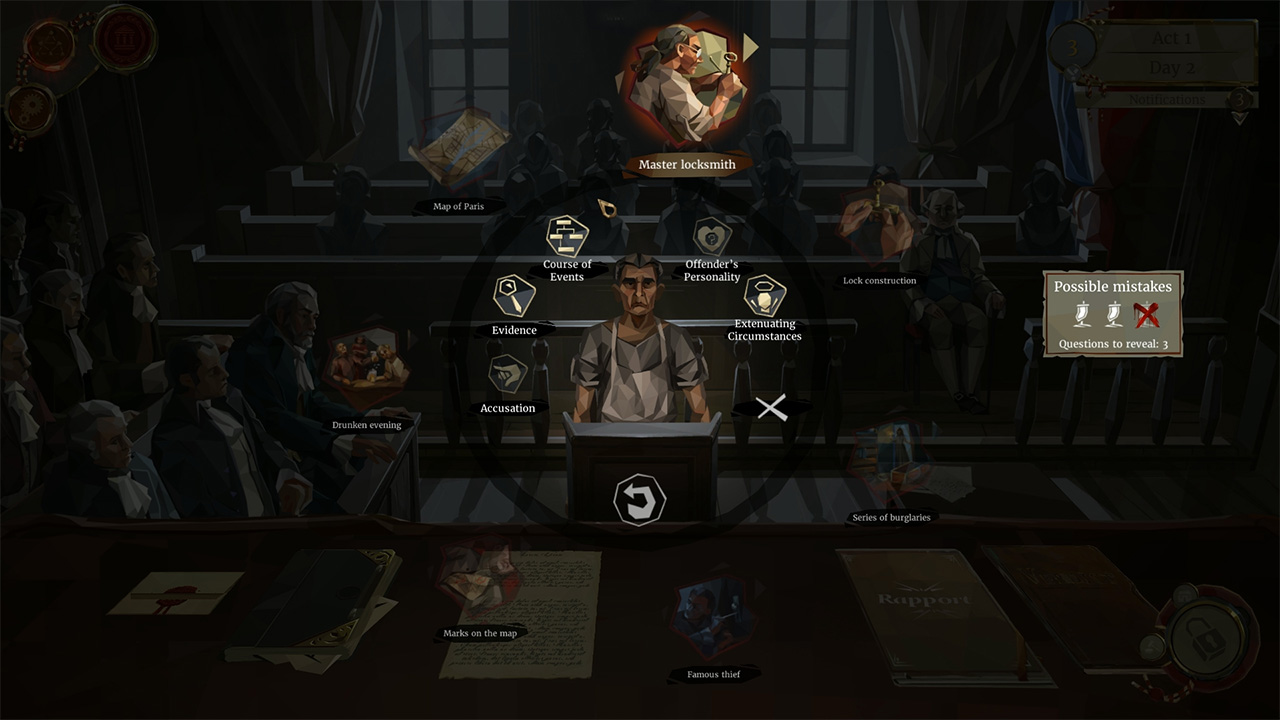 Master locksmith
3
Act 1
Day 2
Notifications
3
Map of Paris
Course of
Events
Offender's
Personality
Lock construction
Evidence
Extenuating
Circumstances
Possible mistakes
Questions to reveal: 3
Accusation
Drunken evening
Series of burglaries
Rapport
Marks on the map
Famous thief